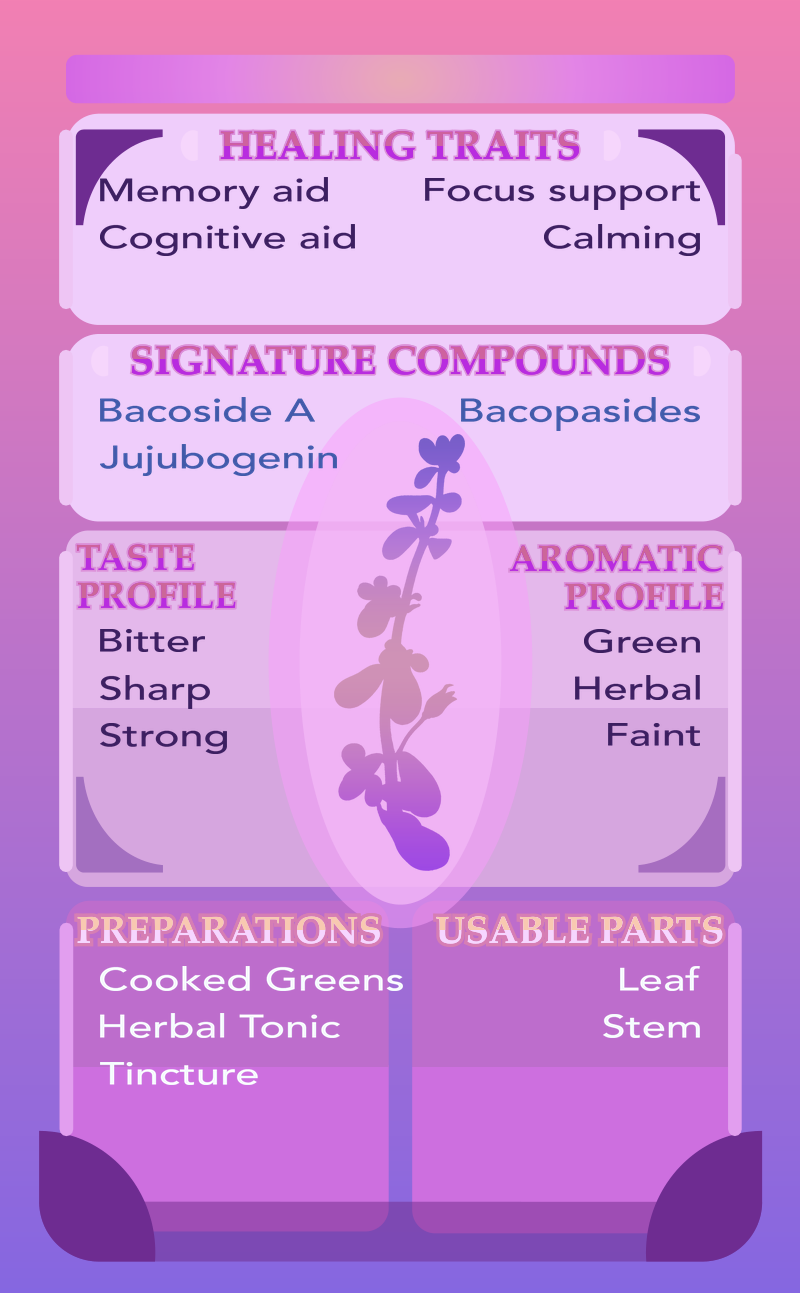 HEALING TRAITS
Memory aid
Focus support
Cognitive aid
Calming
SIGNATURE COMPOUNDS
Bacoside A
Bacopasides
Jujubogenin
TASTE
PROFILE
Bitter
Sharp
Strong
AROMATIC
PROFILE
Green
Herbal
Faint
PREPARATIONS
Cooked Greens
Herbal Tonic
Tincture
USABLE PARTS
Leaf
Stem